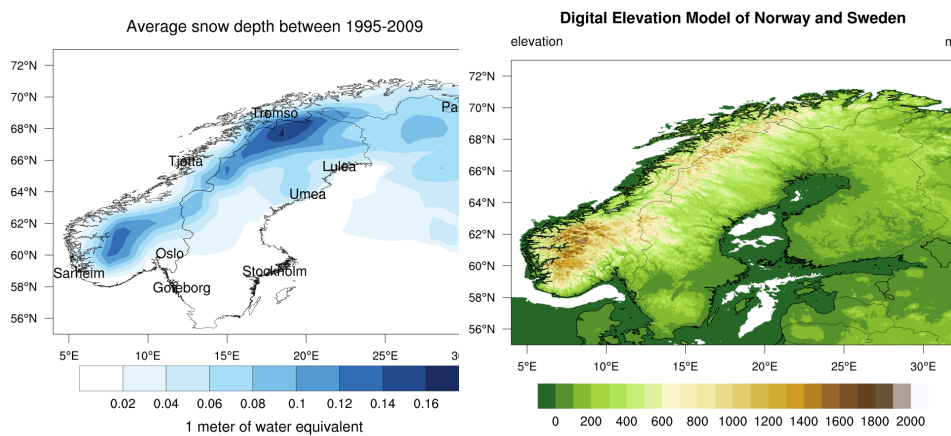 Average snow depth between 1995-2009
72°N
70°N
68°N
66°N
64°N
62°N
60°N
58°N
56°N
Tromso
Pa
Tjotta
Lulea
Umea
Oslo
Sarheim
Stockholm
Goteborg
5°E 10°E 15°E 20°E 25°E 30
0.02 0.04 0.06 0.08 0.1 0.12 0.14 0.16
1 meter of water equivalent
Digital Elevation Model of Norway and Sweden
elevation m
72°N
70°N
68°N
66°N
64°N
62°N
60°N
58°N
56°N
5°E 10°E 15°E 20°E 25°E 30°E
0 200 400 600 800 1000 1200 1400 1600 1800 2000